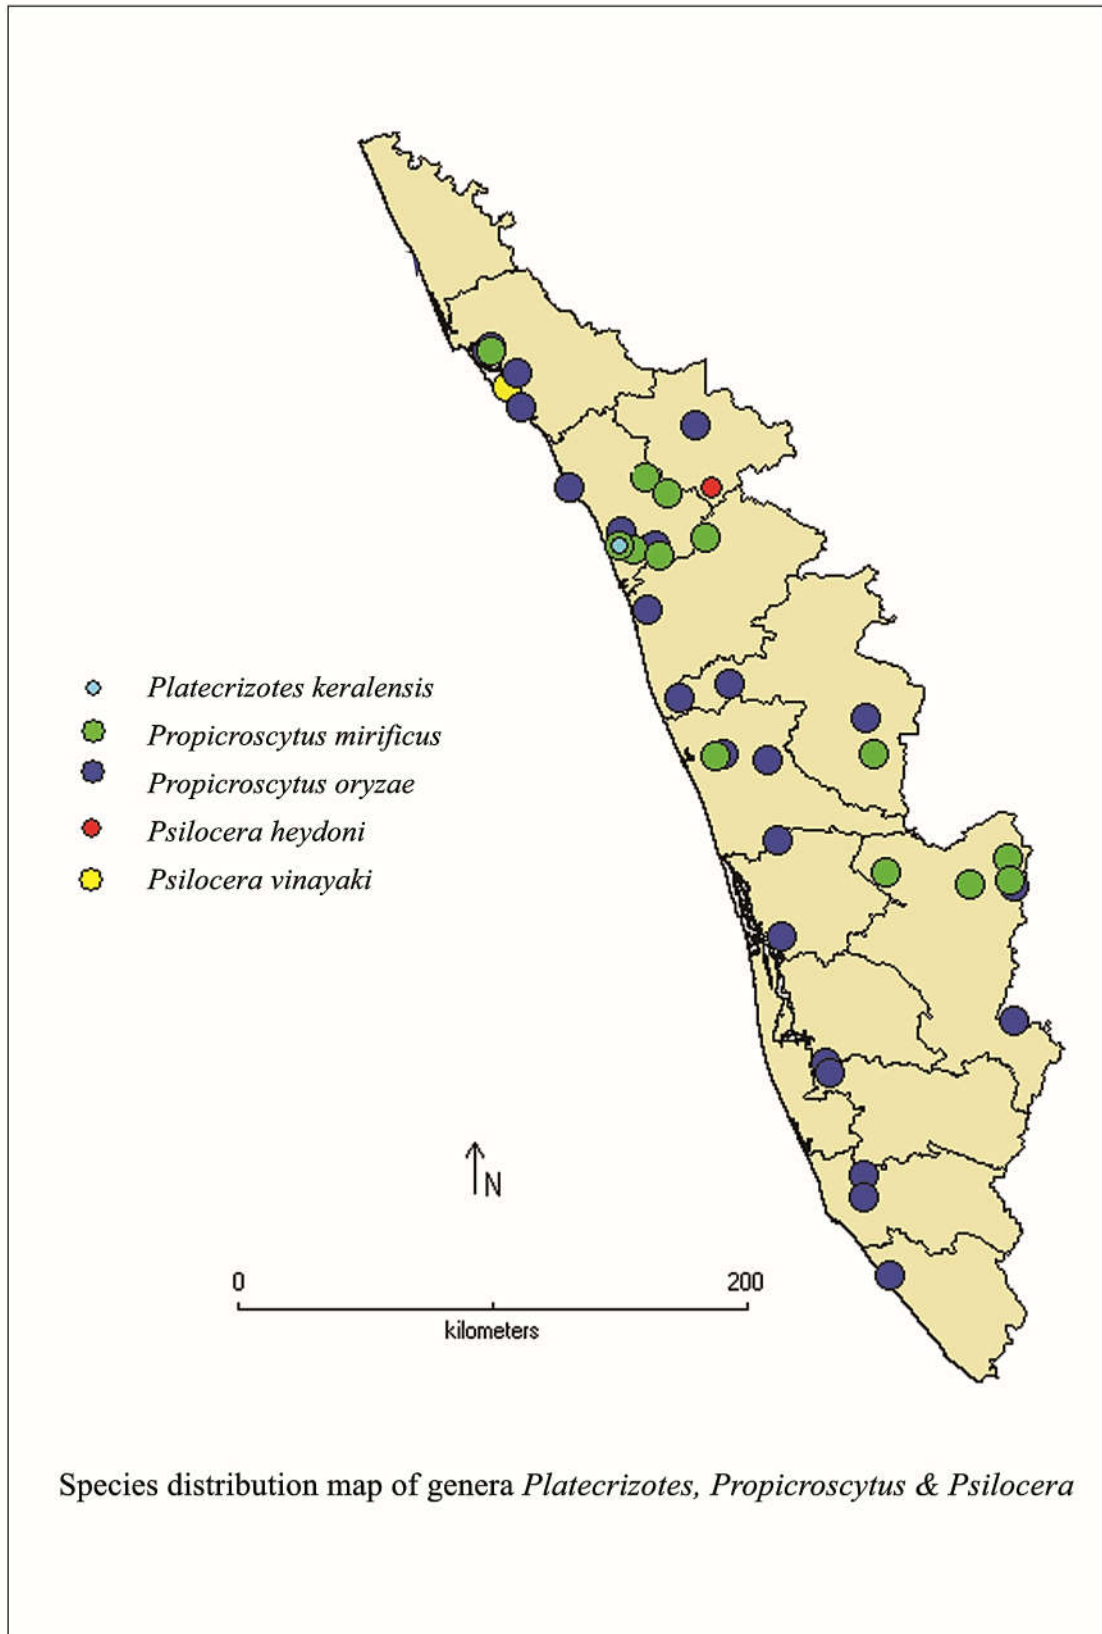 Platecrizotes keralensis
Propicroscytus mirificus
Propicroscytus oryzae
Psilocera heydoni
Psilocera vinayaki
N
0 200
kilometers
Species distribution map of genera Platecrizotes, Propicroscytus & Psilocera